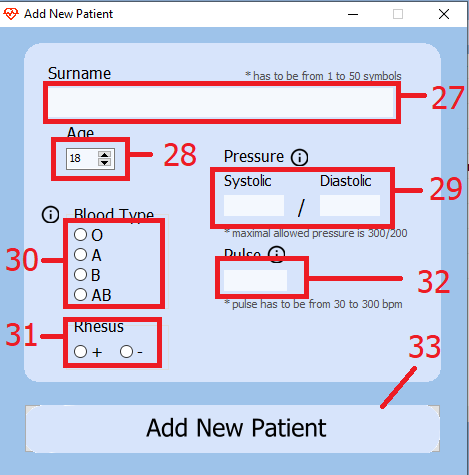 Add New Patient
Surname
* has to be from 1 to 50 symbols
27
Age
18
28
Pressure
Systolic
Diastolic
/
29
* maximal allowed pressure is 300/200
Blood Type
O
A
B
AB
30
Pulse
32
* pulse has to be from 30 to 300 bpm
Rhesus
+
-
31
33
Add New Patient